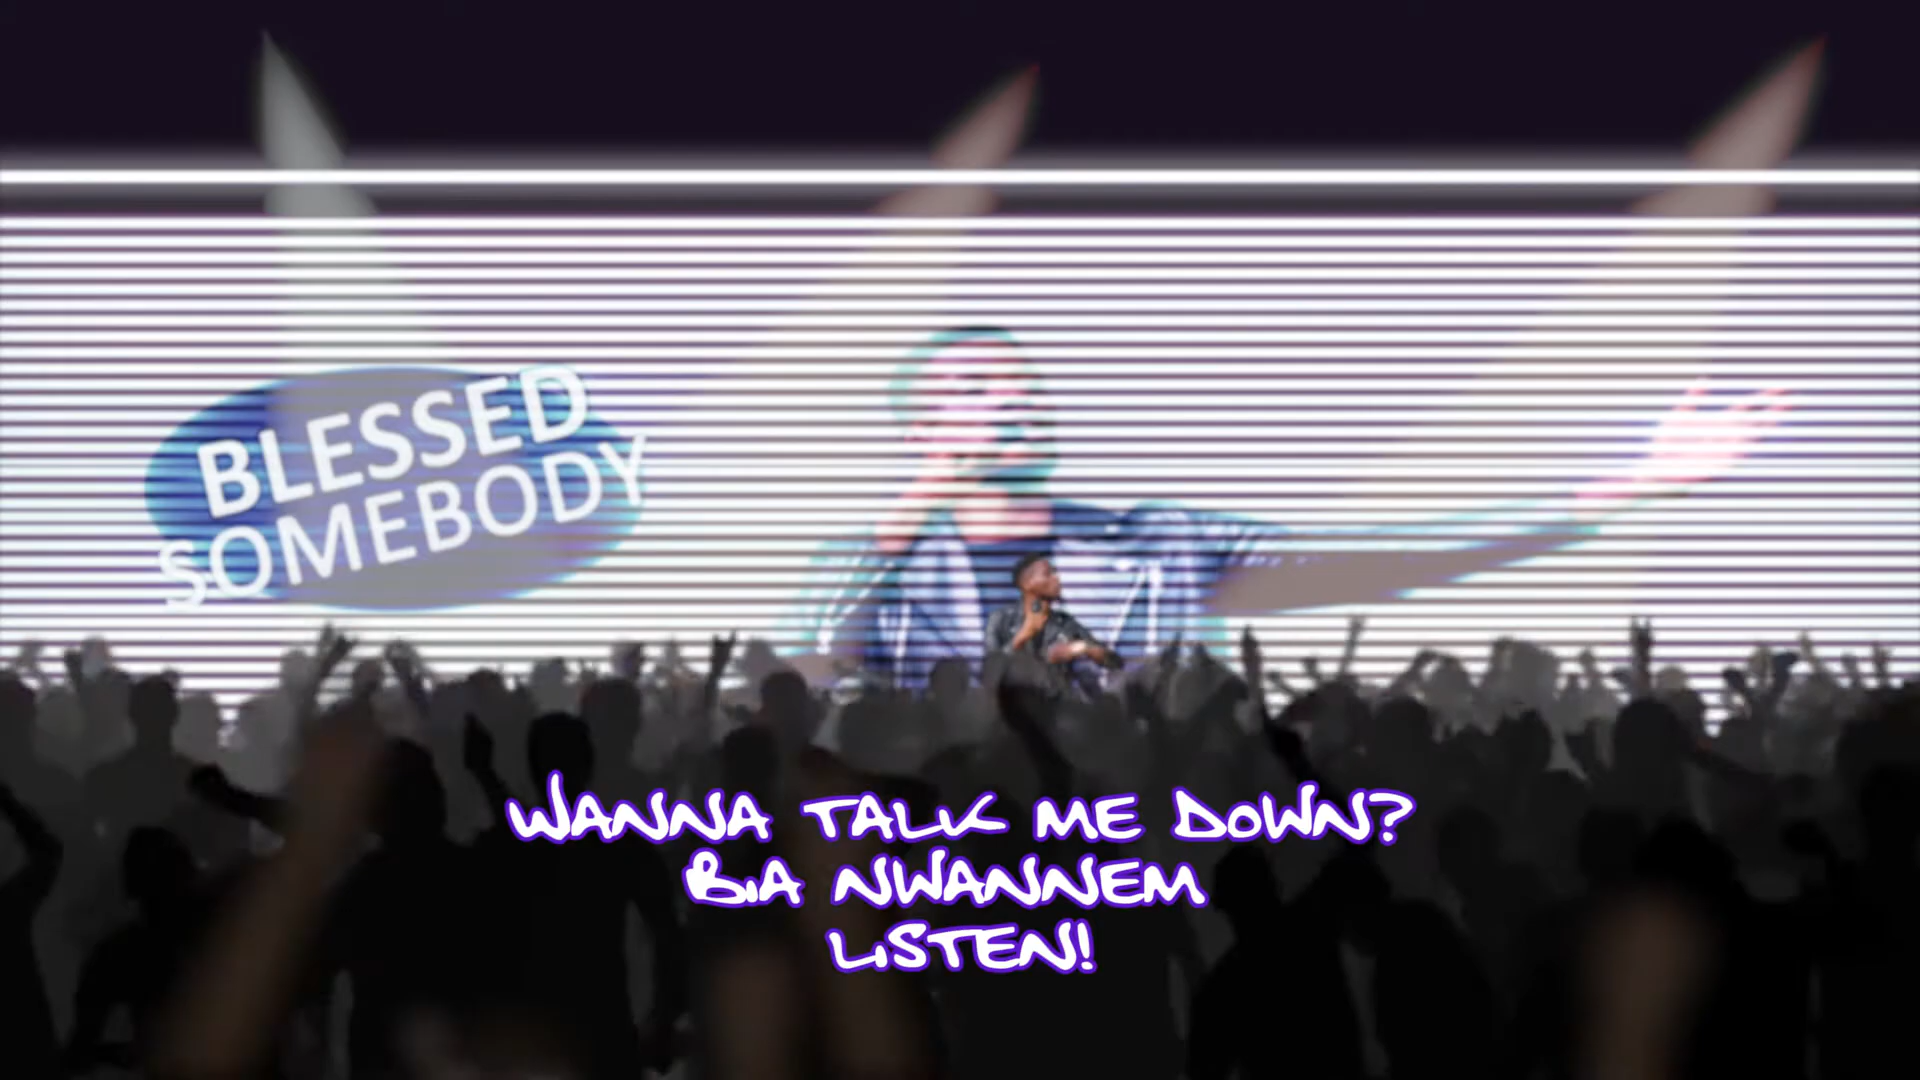 BLESSED
SOMEBODY
WANNA TALK ME DOWN?
BIA NWANNEM
LISTEN!